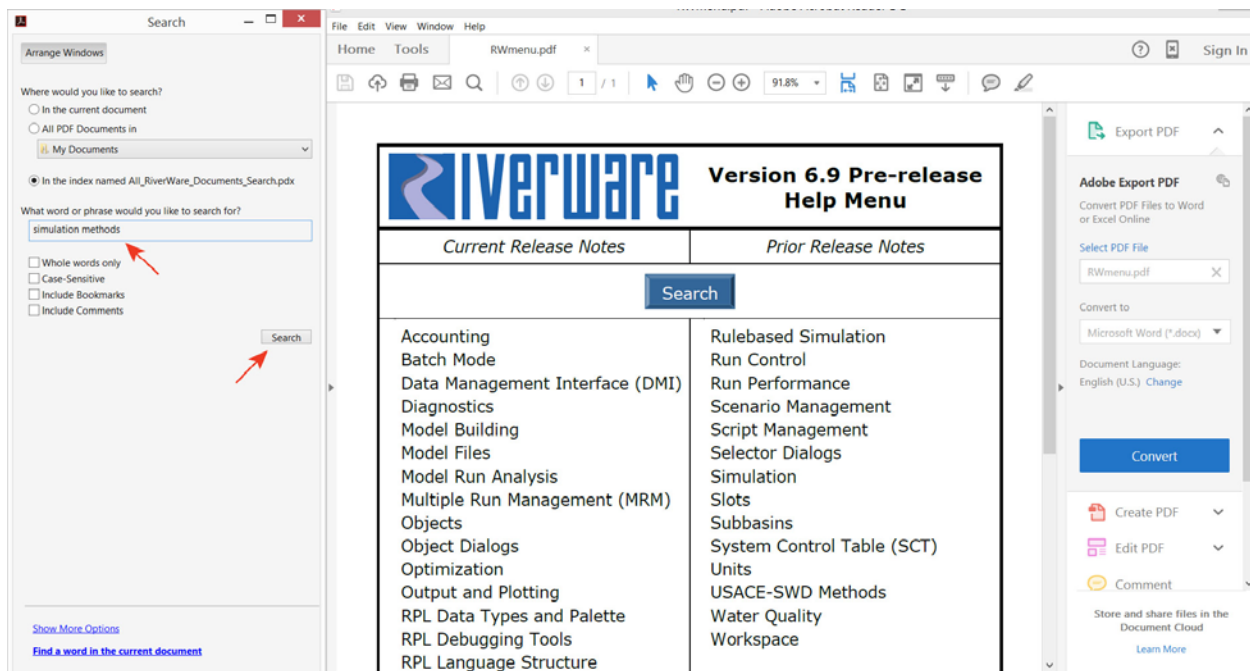 Search
Arrange Windows
Where would you like to search?
In the current document
All PDF Documents in
My Documents
In the index named All_RiverWare_Documents_Search.pdx
What word or phrase would you like to search for?
simulation methods
Whole words only
Case-Sensitive
Include Bookmarks
Include Comments
Search
Show More Options
Find a word in the current document
File Edit View Window Help
Home Tools RWmenu.pdf × Sign In
1 / 1 91.8%
RIVERWARE
Version 6.9 Pre-release
Help Menu
Current Release Notes Prior Release Notes
Search
Accounting
Batch Mode
Data Management Interface (DMI)
Diagnostics
Model Building
Model Files
Model Run Analysis
Multiple Run Management (MRM)
Objects
Object Dialogs
Optimization
Output and Plotting
RPL Data Types and Palette
RPL Debugging Tools
RPL Language Structure
Rulebased Simulation
Run Control
Run Performance
Scenario Management
Script Management
Selector Dialogs
Simulation
Slots
Subbasins
System Control Table (SCT)
Units
USACE-SWD Methods
Water Quality
Workspace
Export PDF
Adobe Export PDF
Convert PDF Files to Word
or Excel Online
Select PDF File
RWmenu.pdf
Convert to
Microsoft Word (*.docx)
Document Language:
English (U.S.) Change
Convert
Create PDF
Edit PDF
Comment
Store and share files in the
Document Cloud
Learn More